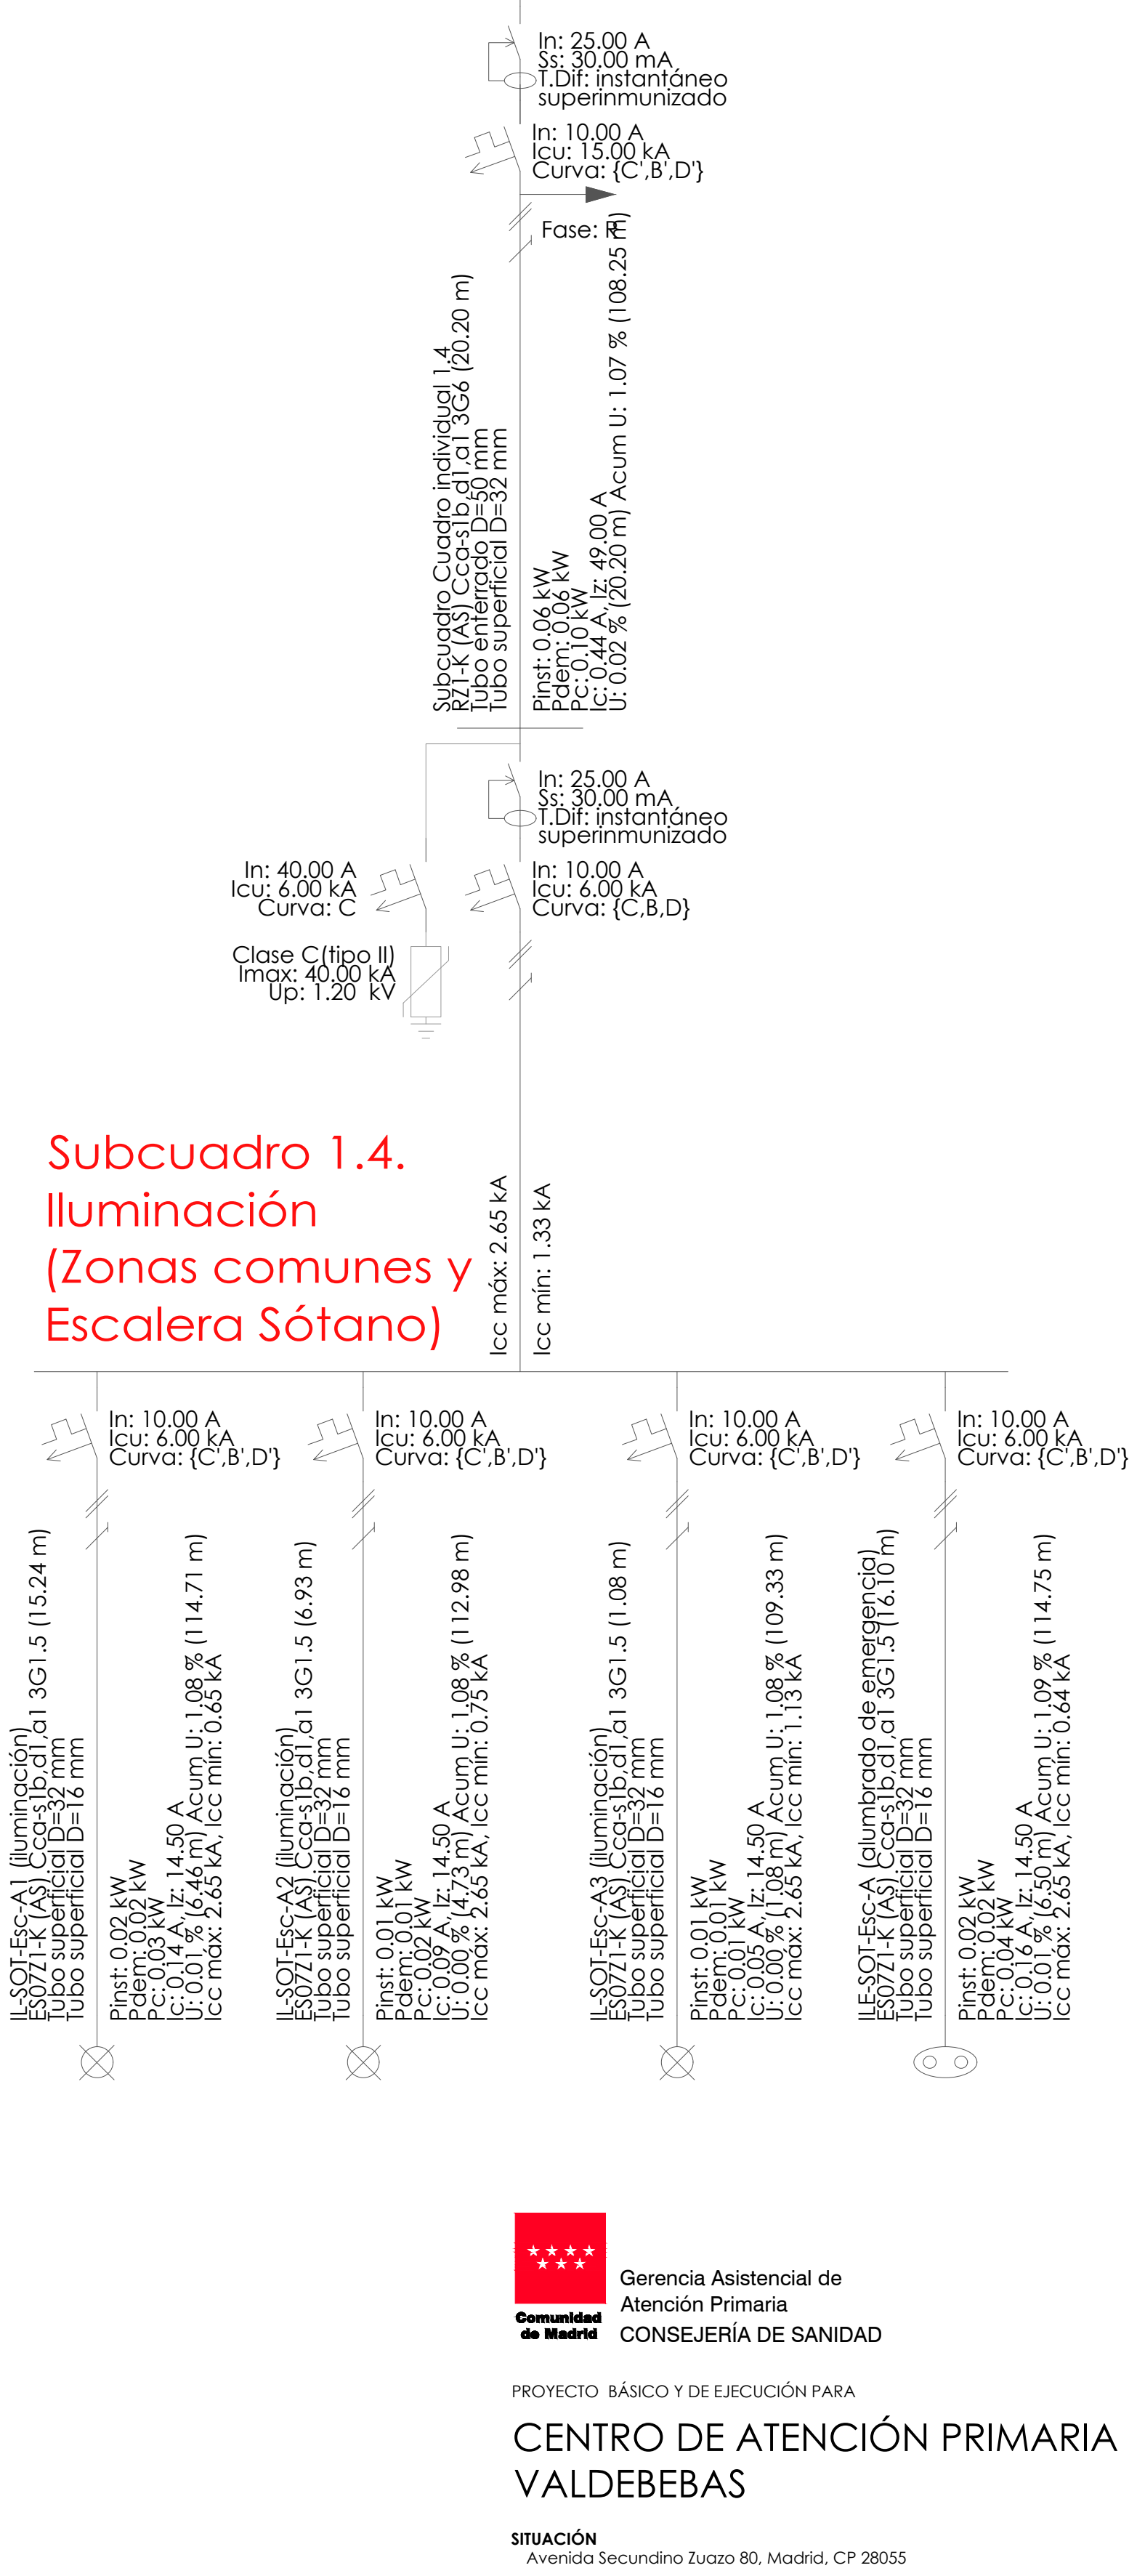 In: 25.00 A
Ss: 30.00 mA
T.Dif: instantáneo
superinmunizado
In: 10.00 A
Icu: 15.00 kA
Curva: {C',B',D'}
Fase: R
Subcuadro Cuadro individual 1.4
RZ1-K (AS) Cca-s1b,d1,a1 3G6 (20.20 m)
Tubo enterrado D=50 mm
Tubo superficial D=32 mm
Pinst: 0.06 kW
Pdem: 0.06 kW
Pc: 0.10 kW
Ic: 0.44 A, Iz: 49.00 A
U: 0.02 % (20.20 m) Acum U: 1.07 % (108.25 m)
In: 25.00 A
Ss: 30.00 mA
T.Dif: instantáneo
superinmunizado
In: 40.00 A
Icu: 6.00 kA
Curva: C
In: 10.00 A
Icu: 6.00 kA
Curva: {C,B,D}
Clase C(tipo II)
Imax: 40.00 kA
Up: 1.20 kV
Subcuadro 1.4.
Iluminación
(Zonas comunes y
Escalera Sótano)
Icc máx: 2.65 kA
Icc mín: 1.33 kA
In: 10.00 A
Icu: 6.00 kA
Curva: {C',B',D'}
In: 10.00 A
Icu: 6.00 kA
Curva: {C',B',D'}
In: 10.00 A
Icu: 6.00 kA
Curva: {C',B',D'}
In: 10.00 A
Icu: 6.00 kA
Curva: {C',B',D'}
IL-SOT-Esc-A1 (iluminación)
ES07Z1-K (AS) Cca-s1b,d1,a1 3G1.5 (15.24 m)
Tubo superficial D=32 mm
Tubo superficial D=16 mm
Pinst: 0.02 kW
Pdem: 0.02 kW
Pc: 0.03 kW
Ic: 0.14 A, Iz: 14.50 A
U: 0.01 % (6.46 m) Acum U: 1.08 % (114.71 m)
Icc máx: 2.65 kA, Icc mín: 0.65 kA
IL-SOT-Esc-A2 (iluminación)
ES07Z1-K (AS) Cca-s1b,d1,a1 3G1.5 (6.93 m)
Tubo superficial D=32 mm
Tubo superficial D=16 mm
Pinst: 0.01 kW
Pdem: 0.01 kW
Pc: 0.02 kW
Ic: 0.09 A, Iz: 14.50 A
U: 0.00 % (4.73 m) Acum U: 1.08 % (112.98 m)
Icc máx: 2.65 kA, Icc mín: 0.75 kA
IL-SOT-Esc-A3 (iluminación)
ES07Z1-K (AS) Cca-s1b,d1,a1 3G1.5 (1.08 m)
Tubo superficial D=32 mm
Tubo superficial D=16 mm
Pinst: 0.01 kW
Pdem: 0.01 kW
Pc: 0.01 kW
Ic: 0.05 A, Iz: 14.50 A
U: 0.00 % (1.08 m) Acum U: 1.08 % (109.33 m)
Icc máx: 2.65 kA, Icc mín: 1.13 kA
ILE-SOT-Esc-A (alumbrado de emergencia)
ES07Z1-K (AS) Cca-s1b,d1,a1 3G1.5 (16.10 m)
Tubo superficial D=32 mm
Tubo superficial D=16 mm
Pinst: 0.02 kW
Pdem: 0.02 kW
Pc: 0.04 kW
Ic: 0.16 A, Iz: 14.50 A
U: 0.01 % (6.50 m) Acum U: 1.09 % (114.75 m)
Icc máx: 2.65 kA, Icc mín: 0.64 kA
Comunidad
de Madrid
Gerencia Asistencial de
Atención Primaria
CONSEJERÍA DE SANIDAD
PROYECTO BÁSICO Y DE EJECUCIÓN PARA
CENTRO DE ATENCIÓN PRIMARIA
VALDEBEBAS
SITUACIÓN
Avenida Secundino Zuazo 80, Madrid, CP 28055